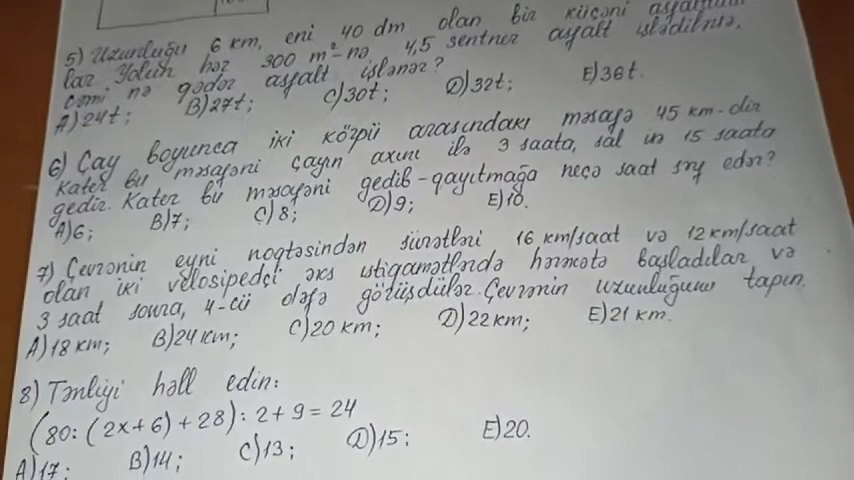 5) Uzunluğu 6 km, eni 40 dm olan bir küçəni asfaltladılar. Yolun hər 300 m²-nə 4,5 sentner asfalt işlədilmişdir.
Cəmi nə qədər asfalt işlənər?
A) 24t; B) 27t; C) 30t; D) 32t; E) 36t.
6) Çay boyunca iki körpü arasındakı məsafə 45 km-dir
Kater bu məsafəni çayın axını ilə 3 saata, sal isə 15 saata
gedir. Kater bu məsafəni gedib-qayıtmağa neçə saat sərf edər?
A) 6; B) 7; C) 8; D) 9; E) 10.
7) Çevrənin eyni nöqtəsindən sürətləri 16 km/saat və 12 km/saat
olan iki velosipedçi əks istiqamətlərdə hərəkətə başladılar və
3 saat sonra, 4-cü dəfə görüşdülər. Çevrənin uzunluğunu tapın.
A) 18 km; B) 24 km; C) 20 km; D) 22 km; E) 21 km.
8) Tənliyi həll edin:
(80: (2x+6) + 28) : 2 + 9 = 24
A) 17; B) 14; C) 13; D) 15; E) 20.